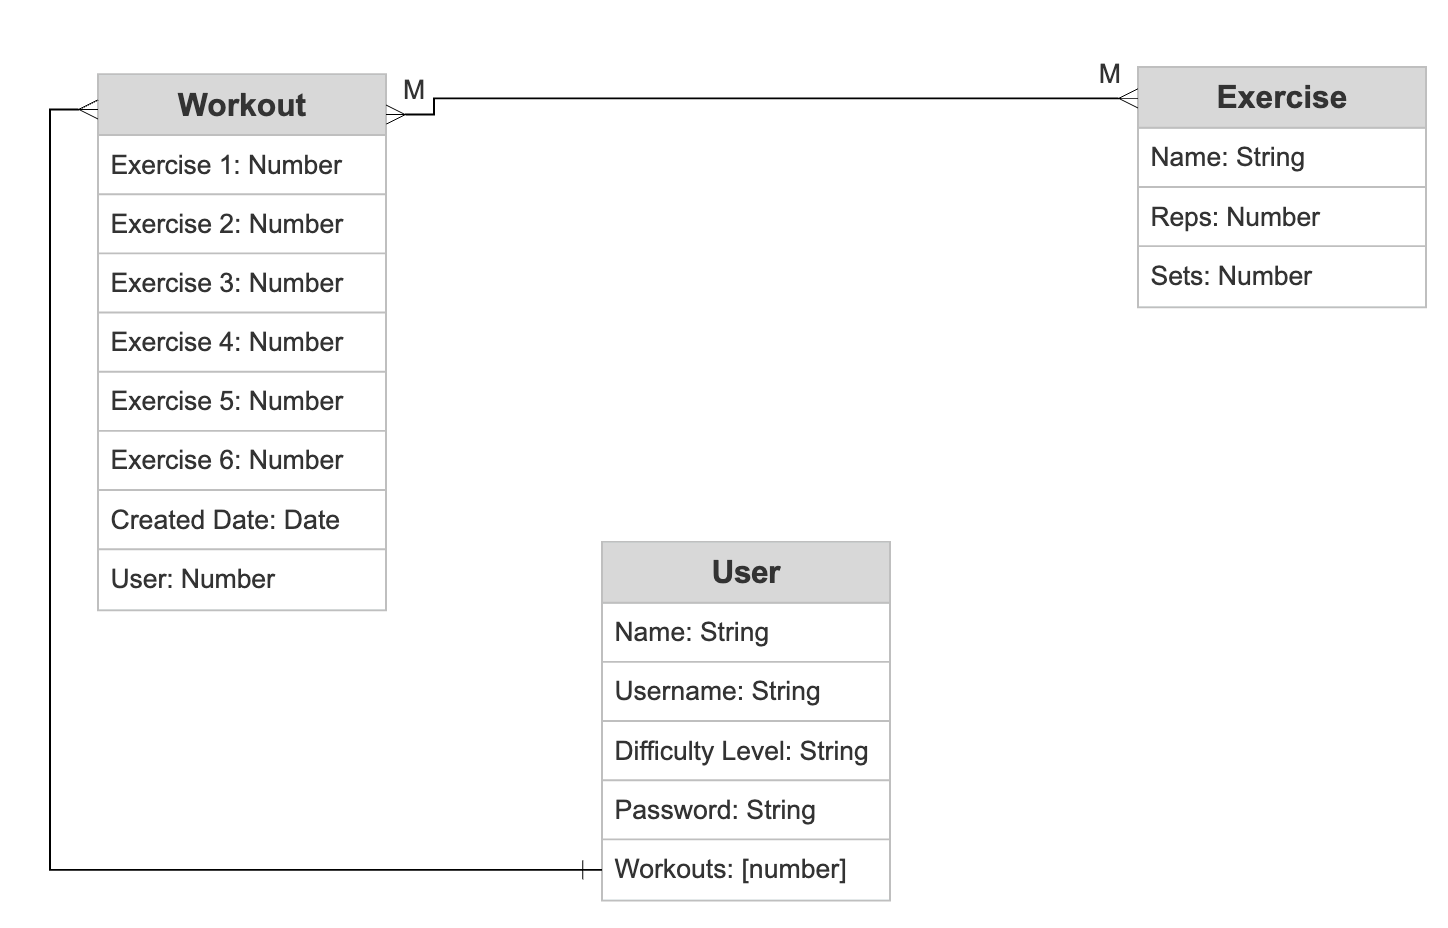 M
Workout
Exercise 1: Number
Exercise 2: Number
Exercise 3: Number
Exercise 4: Number
Exercise 5: Number
Exercise 6: Number
Created Date: Date
User: Number
M
Exercise
Name: String
Reps: Number
Sets: Number
User
Name: String
Username: String
Difficulty Level: String
Password: String
Workouts: [number]